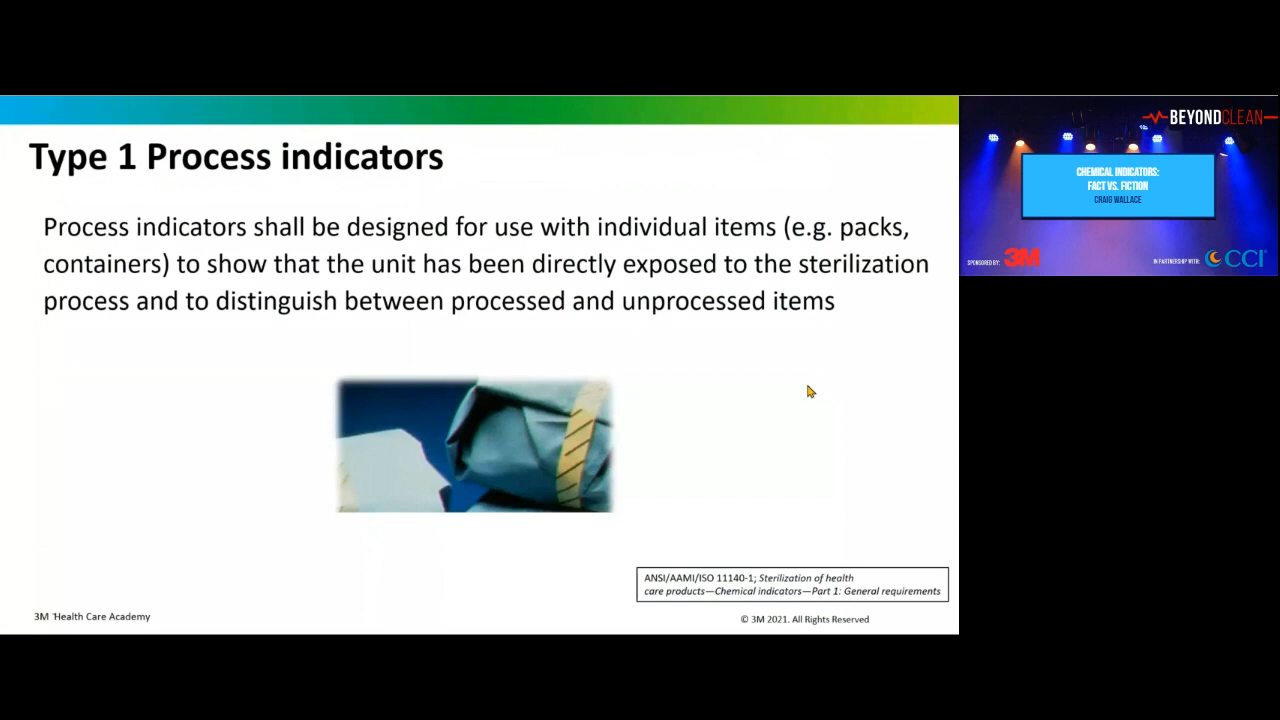 Type 1 Process indicators
Process indicators shall be designed for use with individual items (e.g. packs,
containers) to show that the unit has been directly exposed to the sterilization
process and to distinguish between processed and unprocessed items
ANSI/AAMI/ISO 11140-1; Sterilization of health
care products—Chemical indicators—Part 1: General requirements
3M Health Care Academy
© 3M 2021. All Rights Reserved
BEYONDCLEAN
CHEMICAL INDICATORS:
FACT VS. FICTION
CRAIG WALLACE
SPONSORED BY: 3M
IN PARTNERSHIP WITH: CCI